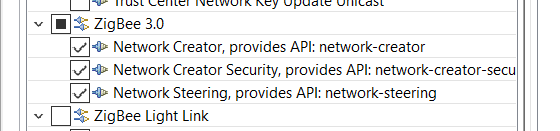 Trust Center Network Key Update Unicast
ZigBee 3.0
Network Creator, provides API: network-creator
Network Creator Security, provides API: network-creator-secu
Network Steering, provides API: network-steering
ZigBee Light Link